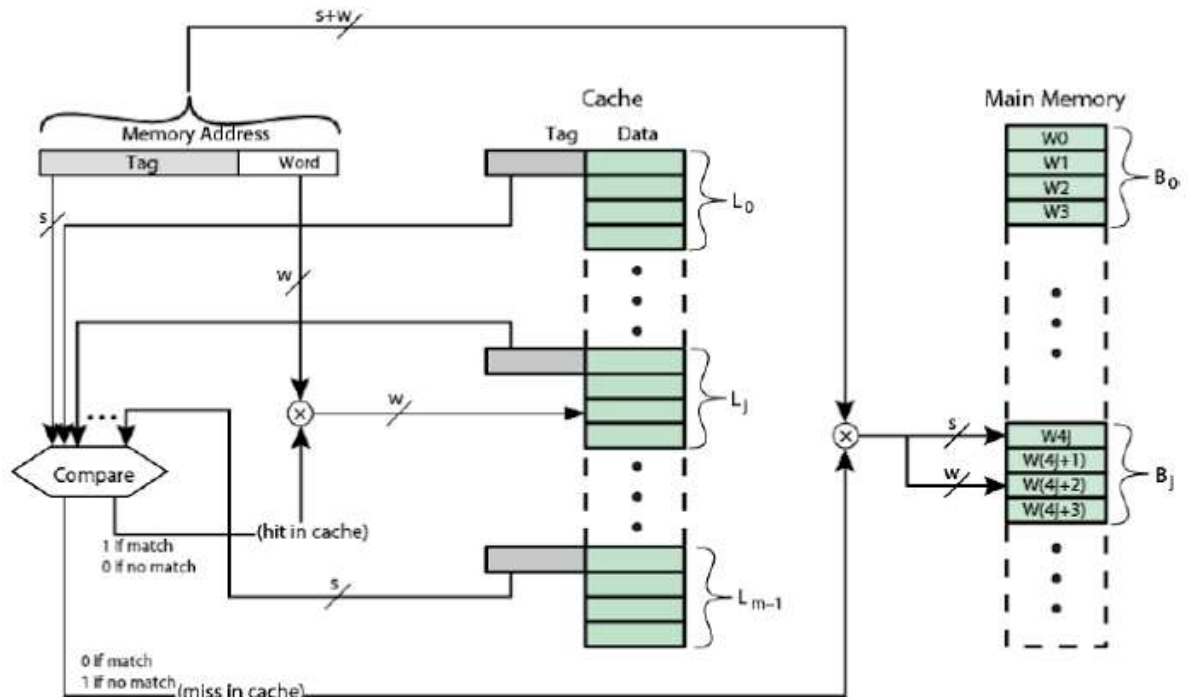 s+w
Cache
Main Memory
Memory Address
Tag Data
Tag Word
W0
W1
W2
W3
B0
L0
s
w
Lj
w
s
W4j
W(4j+1)
W(4j+2)
W(4j+3)
w
Bj
Compare
(hit in cache)
1 if match
0 if no match
s
Lm–1
0 if match
1 if no match
(miss in cache)